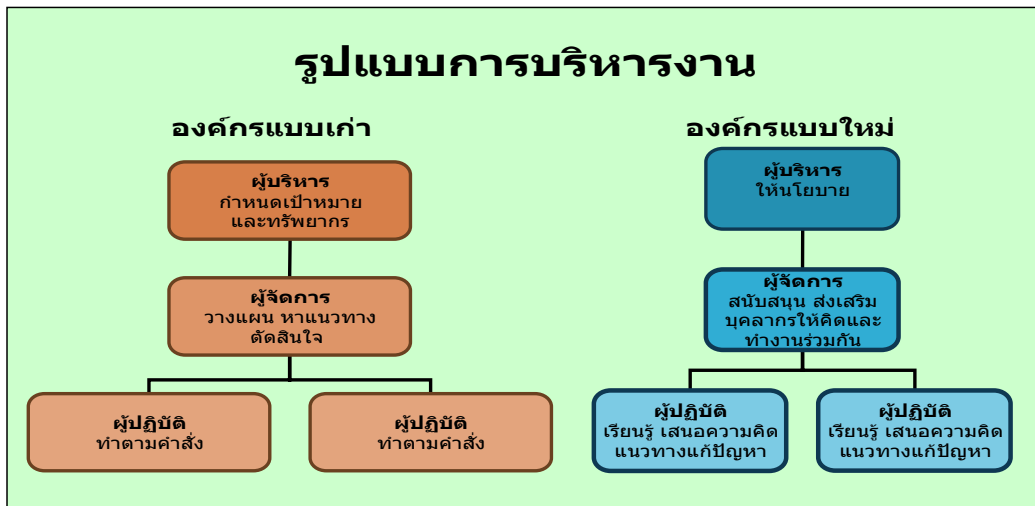 รูปแบบการบริหารงาน
องค์กรแบบเก่า
ผู้บริหาร
กำหนดเป้าหมาย
และทรัพยากร
ผู้จัดการ
วางแผน หาแนวทาง
ตัดสินใจ
ผู้ปฏิบัติ
ทำตามคำสั่ง
ผู้ปฏิบัติ
ทำตามคำสั่ง
องค์กรแบบใหม่
ผู้บริหาร
ให้นโยบาย
ผู้จัดการ
สนับสนุน ส่งเสริม
บุคลากรให้คิดและ
ทำงานร่วมกัน
ผู้ปฏิบัติ
เรียนรู้ เสนอความคิด
แนวทางแก้ปัญหา
ผู้ปฏิบัติ
เรียนรู้ เสนอความคิด
แนวทางแก้ปัญหา